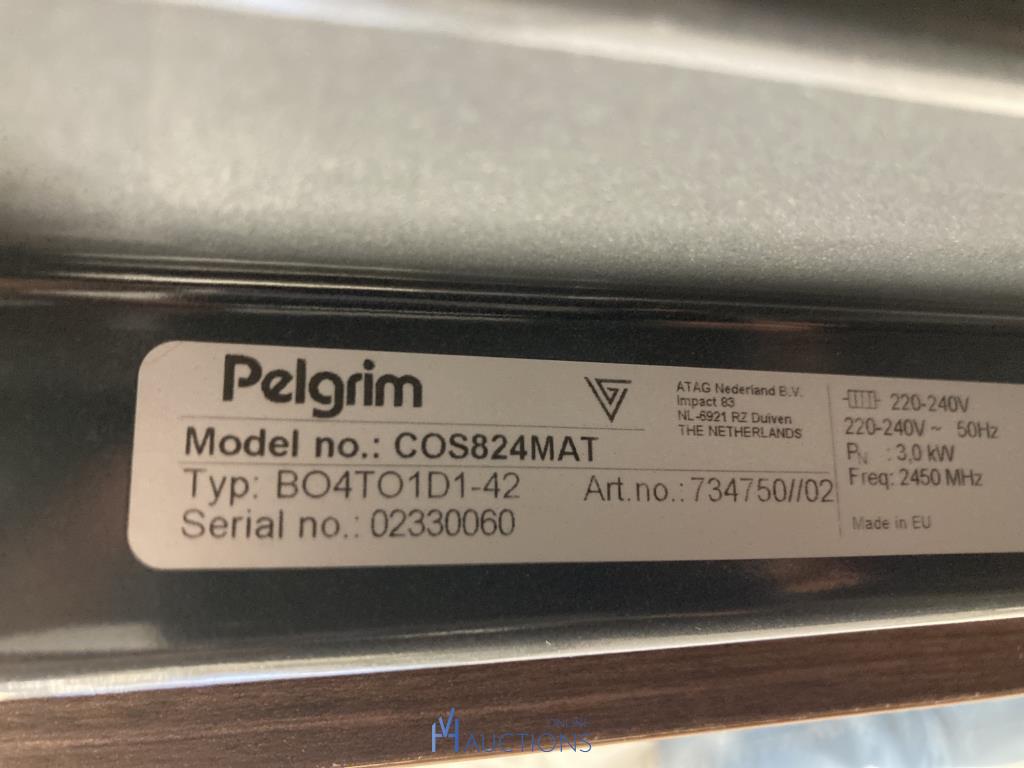 Pelgrim
Model no.: COS824MAT
Typ: BO4TO1D1-42
Art.no.: 734750//02
Serial no.: 02330060
ATAG Nederland B.V.
Impact 83
NL-6921 RZ Duiven
THE NETHERLANDS
220-240V
220-240V ~ 50Hz
PN : 3,0 kW
Freq: 2450 MHz
Made in EU
ONLINE
AUCTIONS